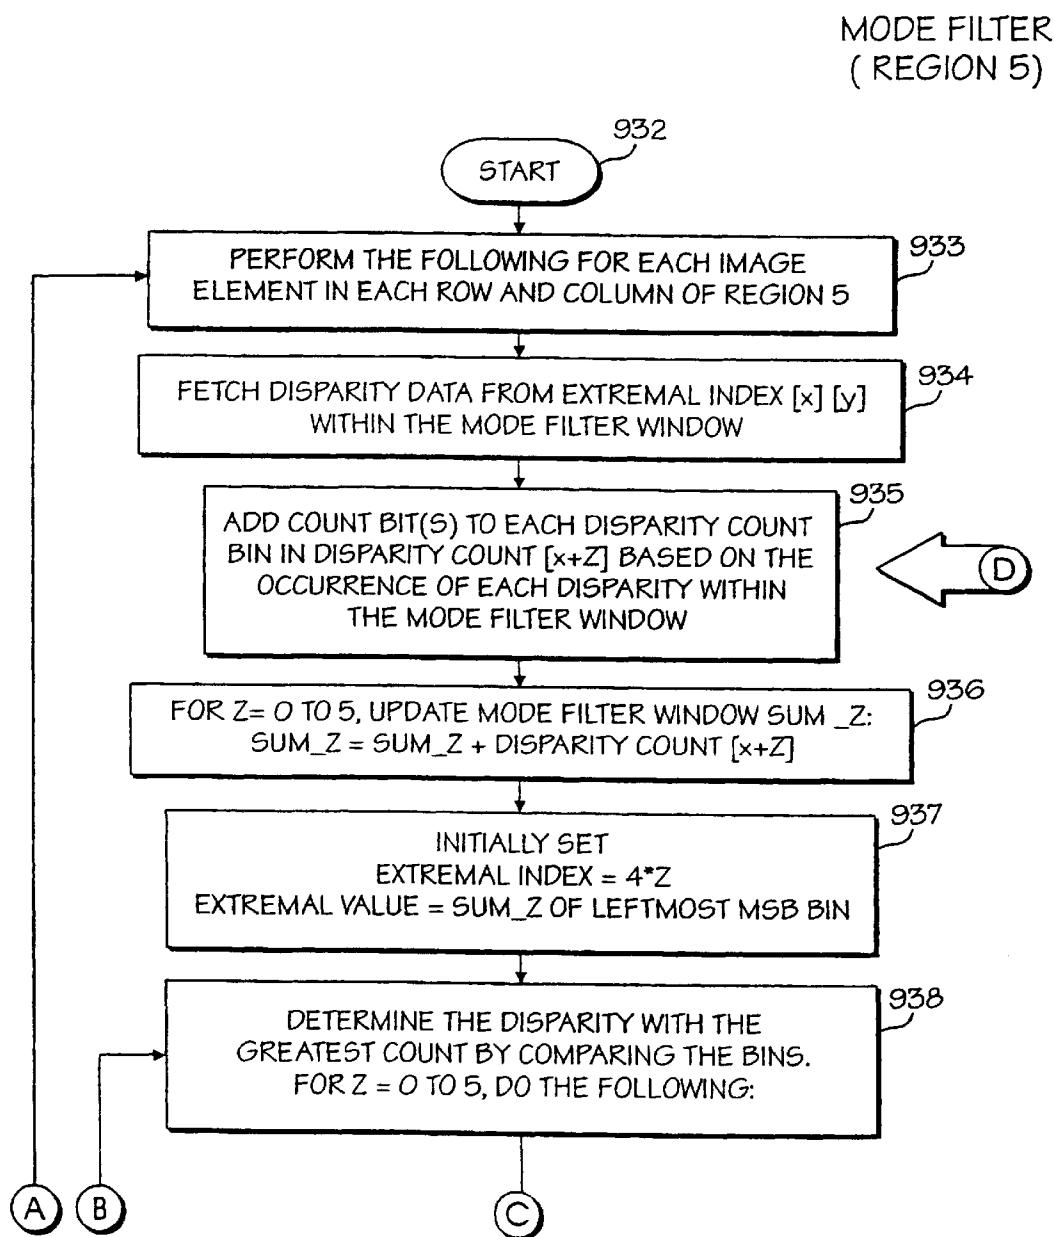 MODE FILTER
( REGION 5)
932
START
933
PERFORM THE FOLLOWING FOR EACH IMAGE
ELEMENT IN EACH ROW AND COLUMN OF REGION 5
934
FETCH DISPARITY DATA FROM EXTREMAL INDEX [x] [y]
WITHIN THE MODE FILTER WINDOW
935
ADD COUNT BIT(S) TO EACH DISPARITY COUNT
BIN IN DISPARITY COUNT [x+Z] BASED ON THE
OCCURRENCE OF EACH DISPARITY WITHIN
THE MODE FILTER WINDOW
D
936
FOR Z= 0 TO 5, UPDATE MODE FILTER WINDOW SUM _Z:
SUM_Z = SUM_Z + DISPARITY COUNT [x+Z]
937
INITIALLY SET
EXTREMAL INDEX = 4*Z
EXTREMAL VALUE = SUM_Z OF LEFTMOST MSB BIN
938
DETERMINE THE DISPARITY WITH THE
GREATEST COUNT BY COMPARING THE BINS.
FOR Z = 0 TO 5, DO THE FOLLOWING:
A
B
C